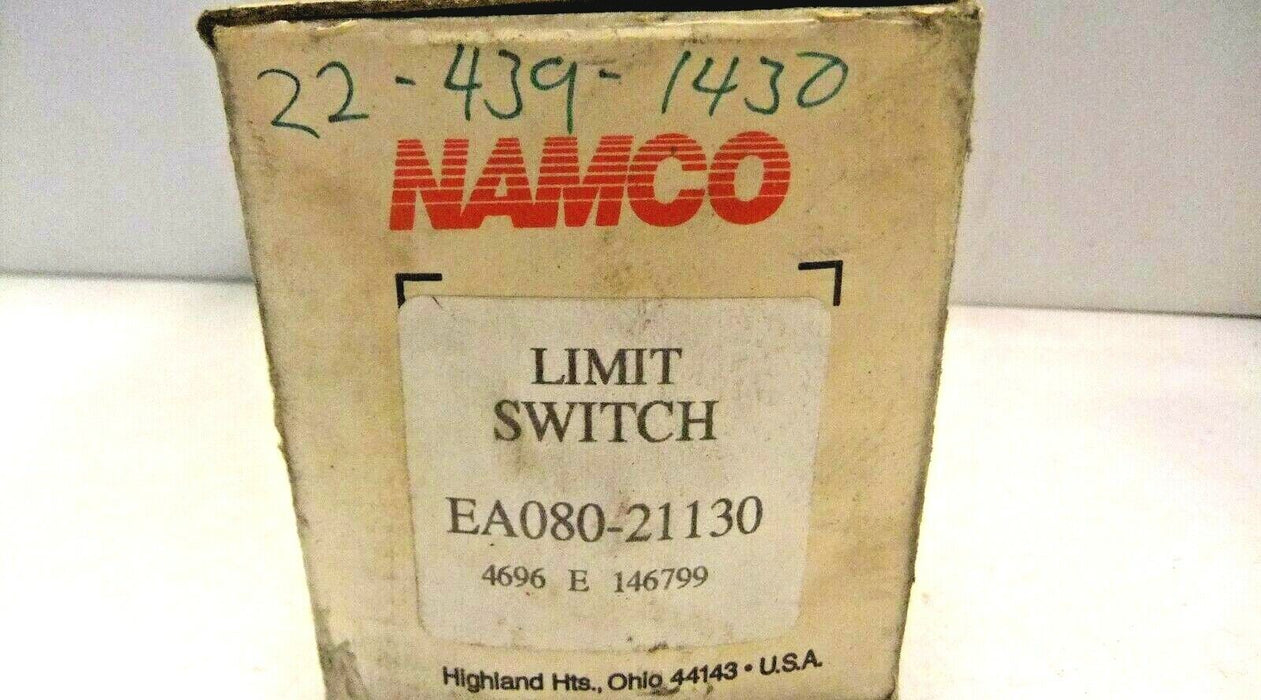 22-439-1430
NAMCO
LIMIT
SWITCH
EA080-21130
4696 E 146799
Highland Hts., Ohio 44143 • U.S.A.